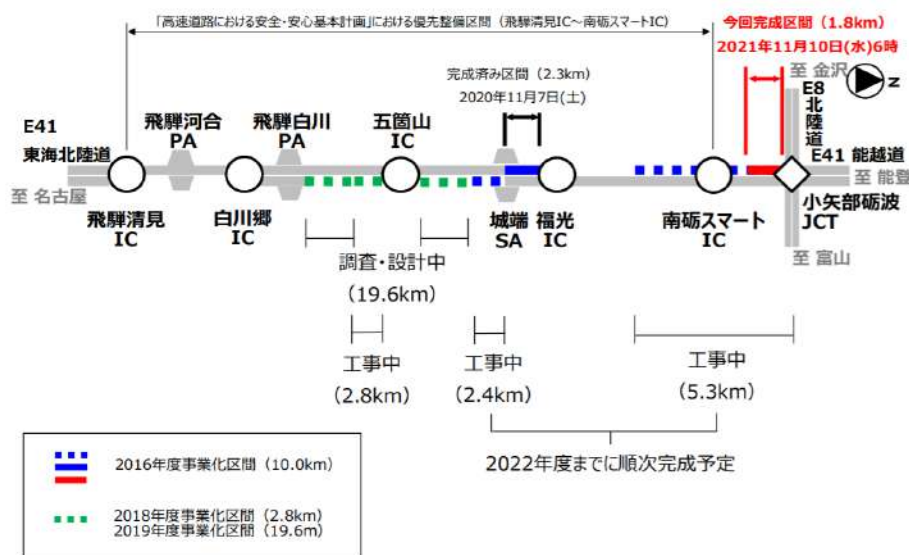 「高速道路における安全・安心基本計画」における優先整備区間（飛騨清見IC～南砺スマートIC）
今回完成区間（1.8km）
2021年11月10日(水)6時
完成済み区間（2.3km）
2020年11月7日(土)
至 金沢
E8 北陸道
N
E41
東海北陸道
至 名古屋
飛騨河合
PA
飛騨白川
PA
五箇山
IC
E41 能越道
至 能登
飛騨清見
IC
白川郷
IC
城端
SA
福光
IC
南砺スマート
IC
小矢部砺波
JCT
至 富山
調査・設計中
（19.6km）
工事中
（2.8km）
工事中
（2.4km）
工事中
（5.3km）
2022年度までに順次完成予定
2016年度事業化区間（10.0km）
2018年度事業化区間（2.8km）
2019年度事業化区間（19.6m）